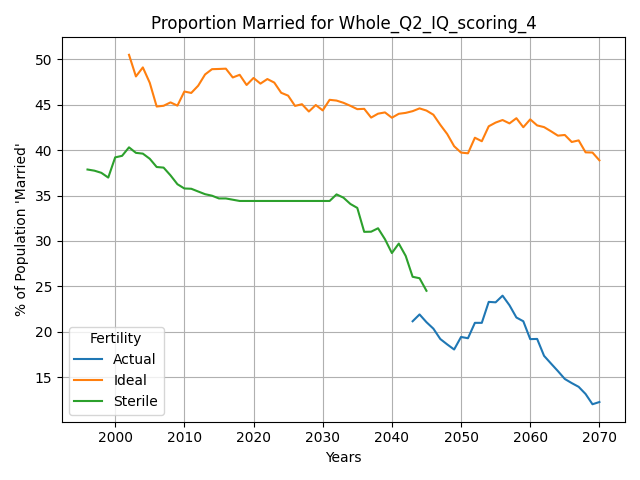 Proportion Married for Whole_Q2_IQ_scoring_4
% of Population 'Married'
50
45
40
35
30
25
20
15
Fertility
Actual
Ideal
Sterile
2000 2010 2020 2030 2040 2050 2060 2070
Years